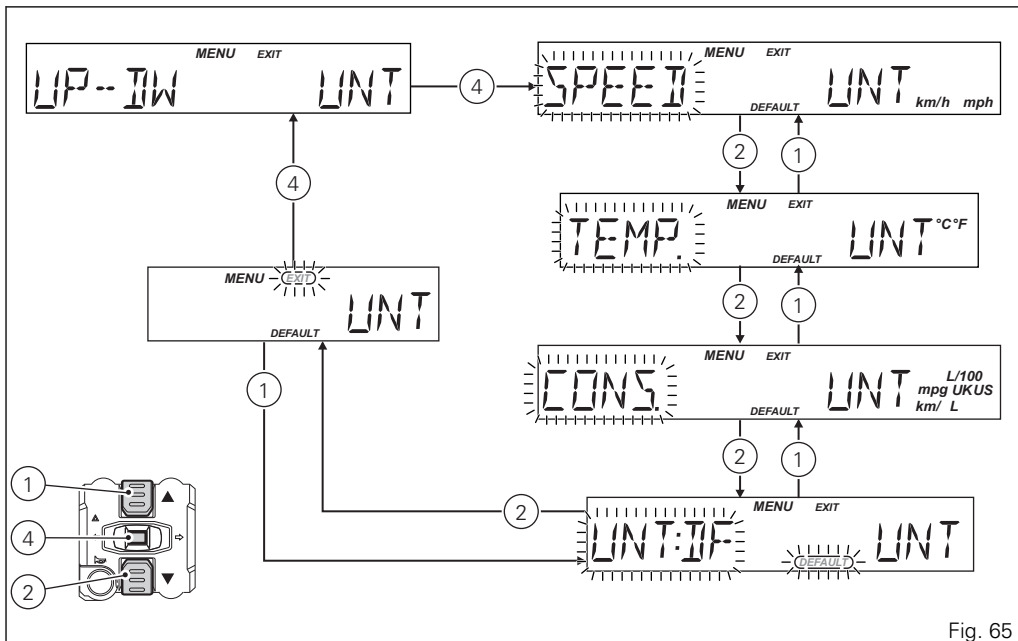 MENU EXIT
UP--DW UNT
4
MENU EXIT
SPEED UNT km/h mph
DEFAULT
4
2 1
MENU EXIT
TEMP. UNT °C°F
DEFAULT
MENU EXIT
UNT
DEFAULT
2 1
MENU EXIT
CONS. UNT L/100
mpg UKUS
km/ L
DEFAULT
1
2 1
1
4
2
2
MENU EXIT
UNT:DF UNT
DEFAULT
Fig. 65